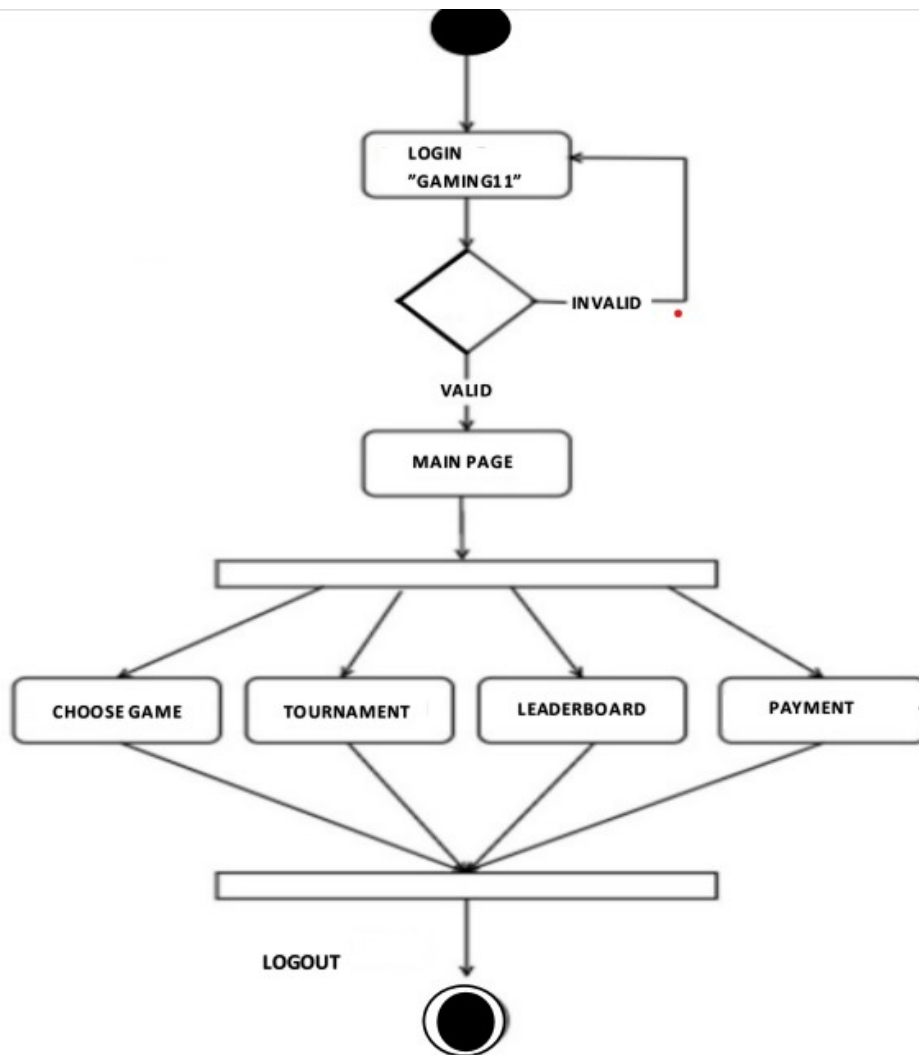 LOGIN
”GAMING11”
INVALID
VALID
MAIN PAGE
CHOOSE GAME
TOURNAMENT
LEADERBOARD
PAYMENT
LOGOUT